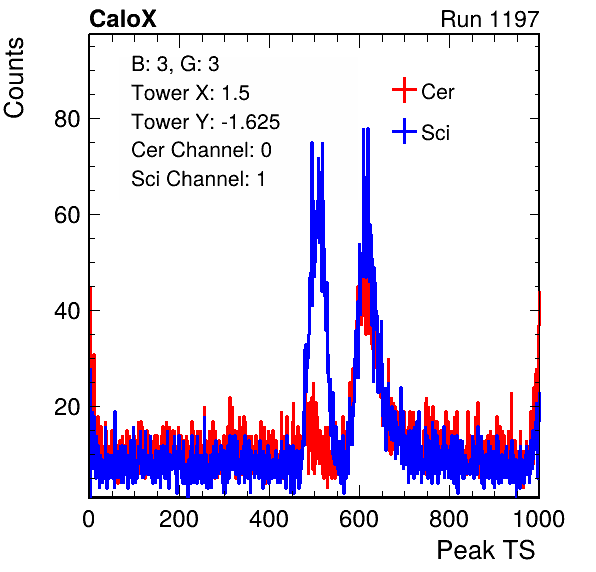 CaloX
Run 1197
Counts
B: 3, G: 3
Tower X: 1.5
Tower Y: -1.625
Cer Channel: 0
Sci Channel: 1
Cer
Sci
80
60
40
20
0 200 400 600 800 1000
Peak TS